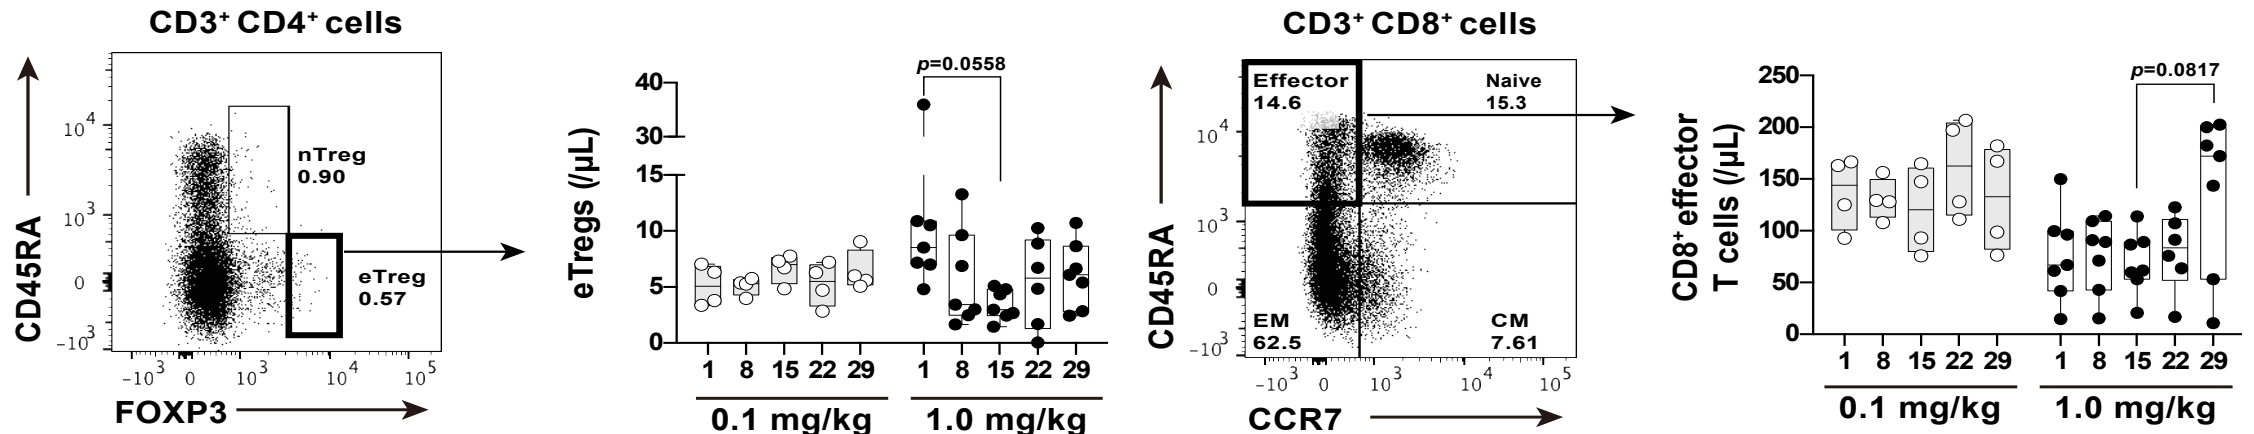 CD3⁺ CD4⁺ cells
CD45RA
10⁴
10³
0
-10³
nTreg
0.90
eTreg
0.57
-10³ 0 10³ 10⁴ 10⁵
FOXP3
eTregs (/μL)
40
30
15
10
5
0
p=0.0558
1 8 15 22 29 1 8 15 22 29
0.1 mg/kg 1.0 mg/kg
CD3⁺ CD8⁺ cells
CD45RA
10⁴
10³
0
-10³
Effector
14.6
Naive
15.3
EM
62.5
CM
7.61
-10³ 0 10³ 10⁴ 10⁵
CCR7
CD8⁺ effector
T cells (/μL)
250
200
150
100
50
0
p=0.0817
1 8 15 22 29 1 8 15 22 29
0.1 mg/kg 1.0 mg/kg